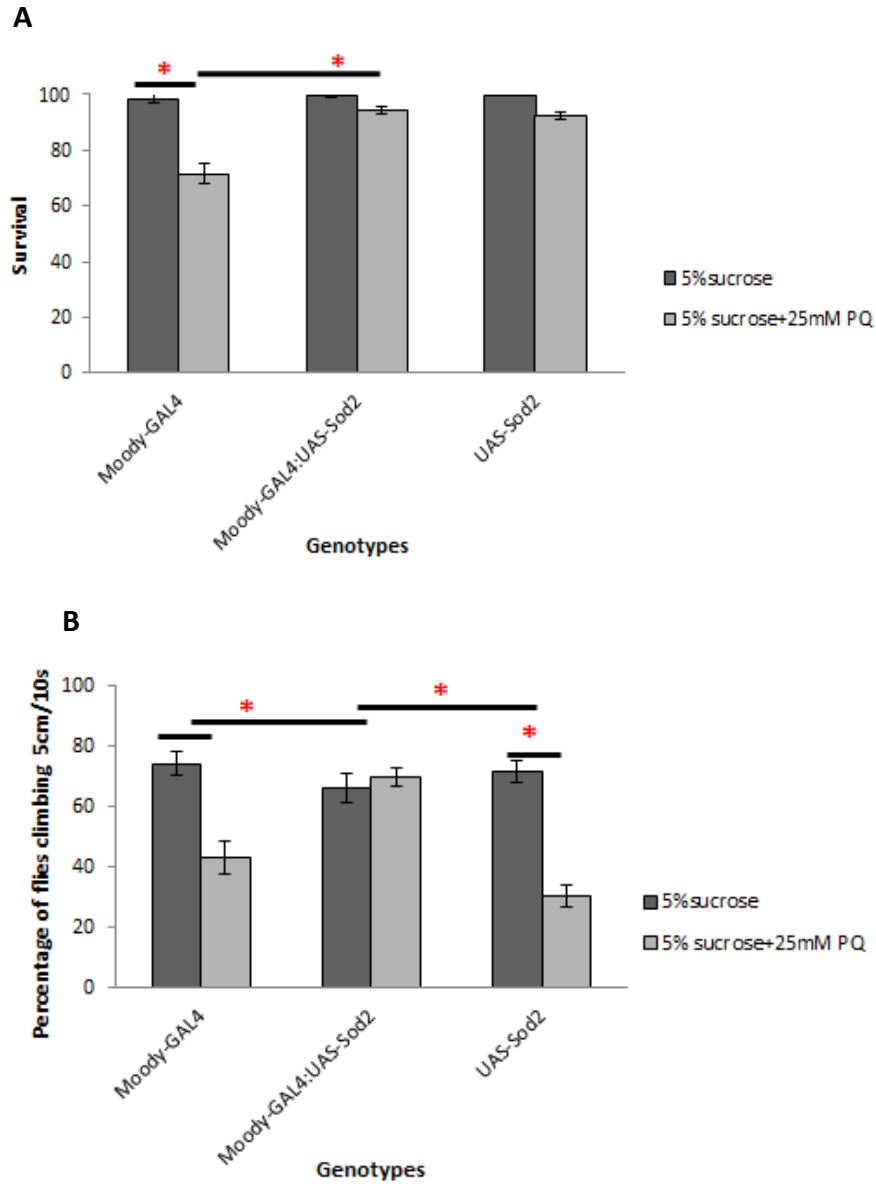 A
* *
100
80
60
40
20
0
Survival
Moody-GAL4
Moody-GAL4:UAS-Sod2
UAS-Sod2
Genotypes
5%sucrose
5% sucrose+25mM PQ
B
* * *
100
80
60
40
20
0
Percentage of flies climbing 5cm/10s
Moody-GAL4
Moody-GAL4:UAS-Sod2
UAS-Sod2
Genotypes
5%sucrose
5% sucrose+25mM PQ